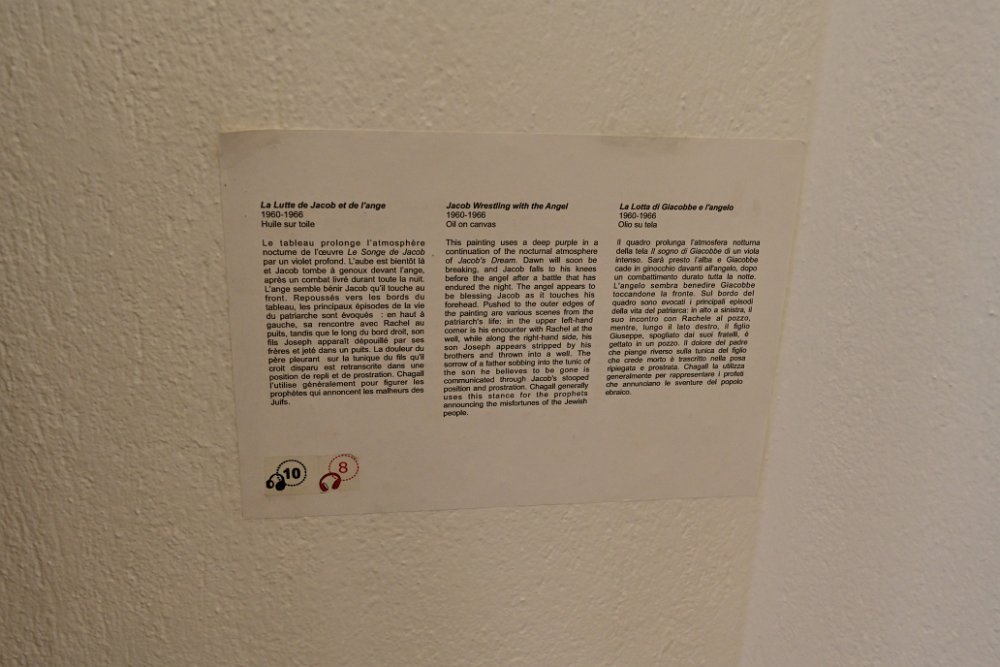 La Lutte de Jacob et de l'ange
1960-1966
Huile sur toile
Le tableau prolonge l'atmosphère
nocturne de l'œuvre Le Songe de Jacob
par un violet profond. L'aube est bientôt là
et Jacob tombe à genoux devant l'ange,
après un combat livré durant toute la nuit.
L'ange semble bénir Jacob qu'il touche au
front. Repoussés vers les bords du
tableau, les principaux épisodes de la vie
du patriarche sont évoqués : en haut à
gauche, sa rencontre avec Rachel au
puits, tandis que le long du bord droit, son
fils Joseph apparaît dépouillé par ses
frères et jeté dans un puits. La douleur du
père pleurant sur la tunique du fils qu'il
croit disparu est retranscrite dans une
position de repli et de prostration. Chagall
l'utilise généralement pour figurer les
prophètes qui annoncent les malheurs des
Juifs.
Jacob Wrestling with the Angel
1960-1966
Oil on canvas
This painting uses a deep purple in a
continuation of the nocturnal atmosphere
of Jacob's Dream. Dawn will soon be
breaking, and Jacob falls to his knees
before the angel after a battle that has
endured the night. The angel appears to
be blessing Jacob as it touches his
forehead. Pushed to the outer edges of
the painting are various scenes from the
patriarch's life: in the upper left-hand
corner is his encounter with Rachel at the
well, while along the right-hand side, his
son Joseph appears stripped by his
brothers and thrown into a well. The
sorrow of a father sobbing into the tunic of
the son he believes to be gone is
communicated through Jacob's stooped
position and prostration. Chagall generally
uses this stance for the prophets
announcing the misfortunes of the Jewish
people.
La Lotta di Giacobbe e l'angelo
1960-1966
Olio su tela
Il quadro prolunga l'atmosfera notturna
della tela Il sogno di Giacobbe di un viola
intenso. Sarà presto l'alba e Giacobbe
cade in ginocchio davanti all'angelo, dopo
un combattimento durato tutta la notte.
L'angelo sembra benedire Giacobbe
toccandone la fronte. Sul bordo del
quadro sono evocati i principali episodi
della vita del patriarca: in alto a sinistra, il
suo incontro con Rachele al pozzo,
mentre, lungo il lato destro, il figlio
Giuseppe, spogliato dai suoi fratelli, è
gettato in un pozzo. Il dolore del padre
che piange riverso sulla tunica del figlio
che crede morto è trascritto nella posa
ripiegata e prostrata. Chagall la utilizza
generalmente per rappresentare i profeti
che annunciano le sventure del popolo
ebraico.
10
8